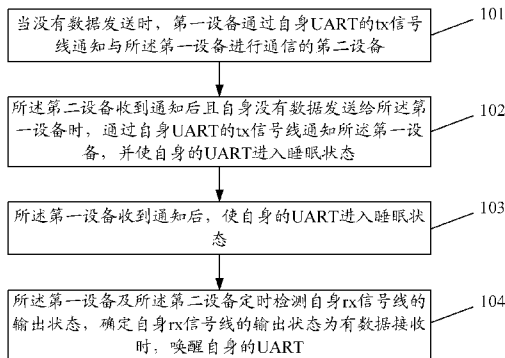 当没有数据发送时，第一设备通过自身UART的tx信号
线通知与所述第一设备进行通信的第二设备
101
所述第二设备收到通知后且自身没有数据发送给所述第
一设备时，通过自身UART的tx信号线通知所述第一设
备，并使自身的UART进入睡眠状态
102
所述第一设备收到通知后，使自身的UART进入睡眠状
态
103
所述第一设备及所述第二设备定时检测自身rx信号线的
输出状态，确定自身rx信号线的输出状态为有数据接收
时，唤醒自身的UART
104